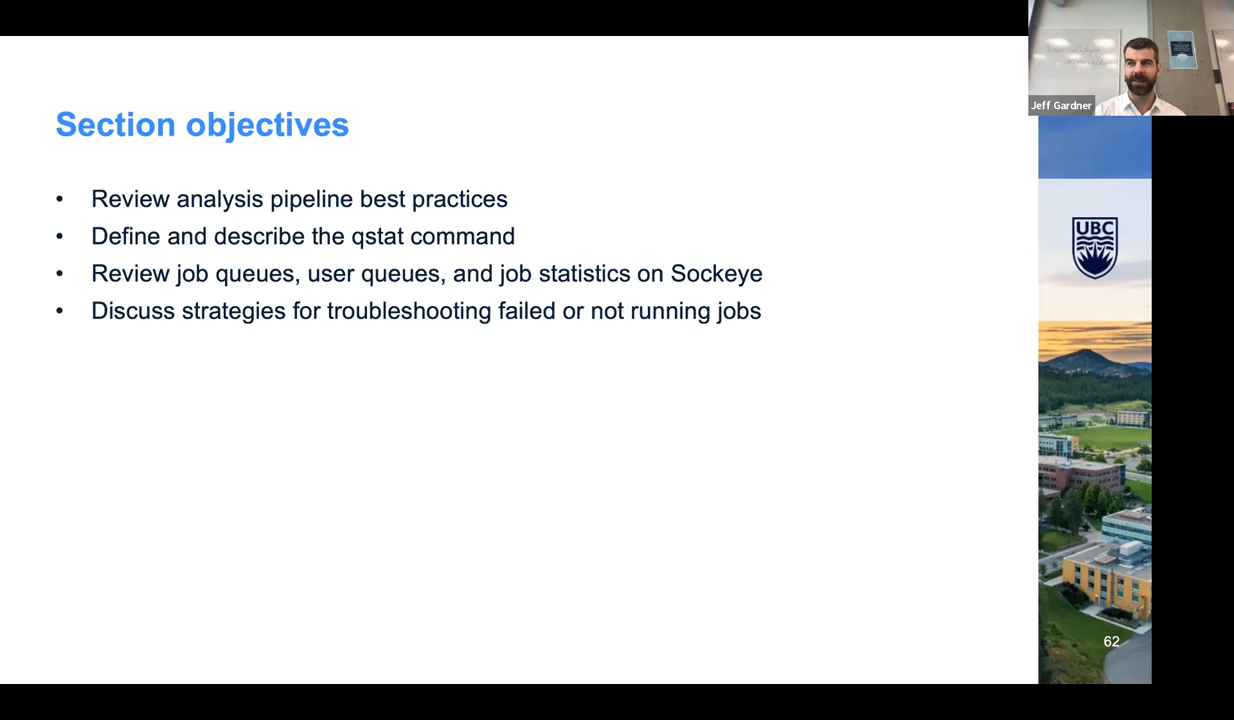 Section objectives
• Review analysis pipeline best practices
• Define and describe the qstat command
• Review job queues, user queues, and job statistics on Sockeye
• Discuss strategies for troubleshooting failed or not running jobs
Jeff Gardner
UBC
62